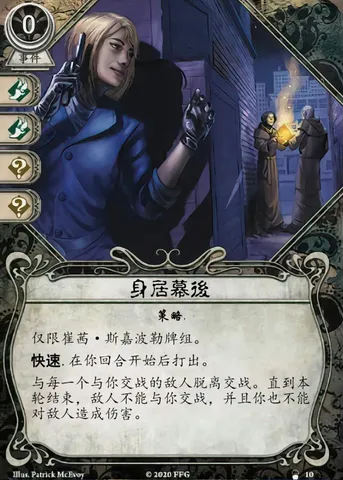 0
事件
?
?
身居幕後
策略.
仅限崔茜·斯嘉波勒牌组。
快速. 在你回合开始后打出。
与每一个与你交战的敌人脱离交战。直到本
轮结束，敌人不能与你交战，并且你也不能
对敌人造成伤害。
Illus. Patrick McEvoy © 2020 FFG 10